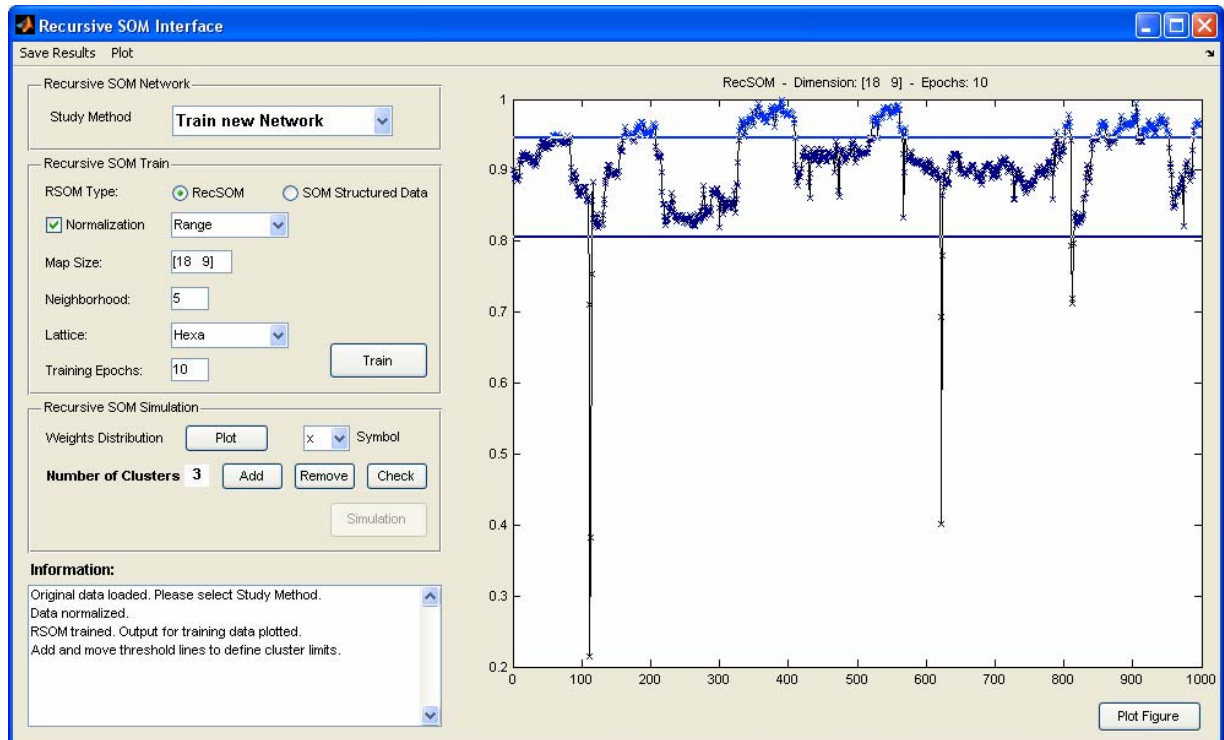 Recursive SOM Interface
Save Results Plot
Recursive SOM Network
Study Method Train new Network
Recursive SOM Train
RSOM Type: RecSOM SOM Structured Data
Normalization Range
Map Size: [18 9]
Neighborhood: 5
Lattice: Hexa
Training Epochs: 10
Train
Recursive SOM Simulation
Weights Distribution Plot x Symbol
Number of Clusters 3 Add Remove Check
Simulation
Information:
Original data loaded. Please select Study Method.
Data normalized.
RSOM trained. Output for training data plotted.
Add and move threshold lines to define cluster limits.
RecSOM - Dimension: [18 9] - Epochs: 10
1
0.9
0.8
0.7
0.6
0.5
0.4
0.3
0.2
0 100 200 300 400 500 600 700 800 900 1000
Plot Figure